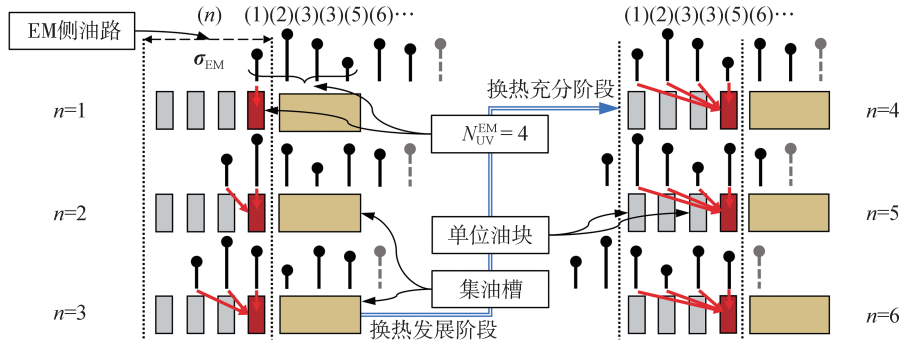 (n) (1)(2)(3)(3)(5)(6)⋯ (1)(2)(3)(3)(5)(6)⋯
EM侧油路
σEM
换热充分阶段
n=1 n=4
N_UV^EM=4
n=2 n=5
单位油块
集油槽
n=3 n=6
换热发展阶段